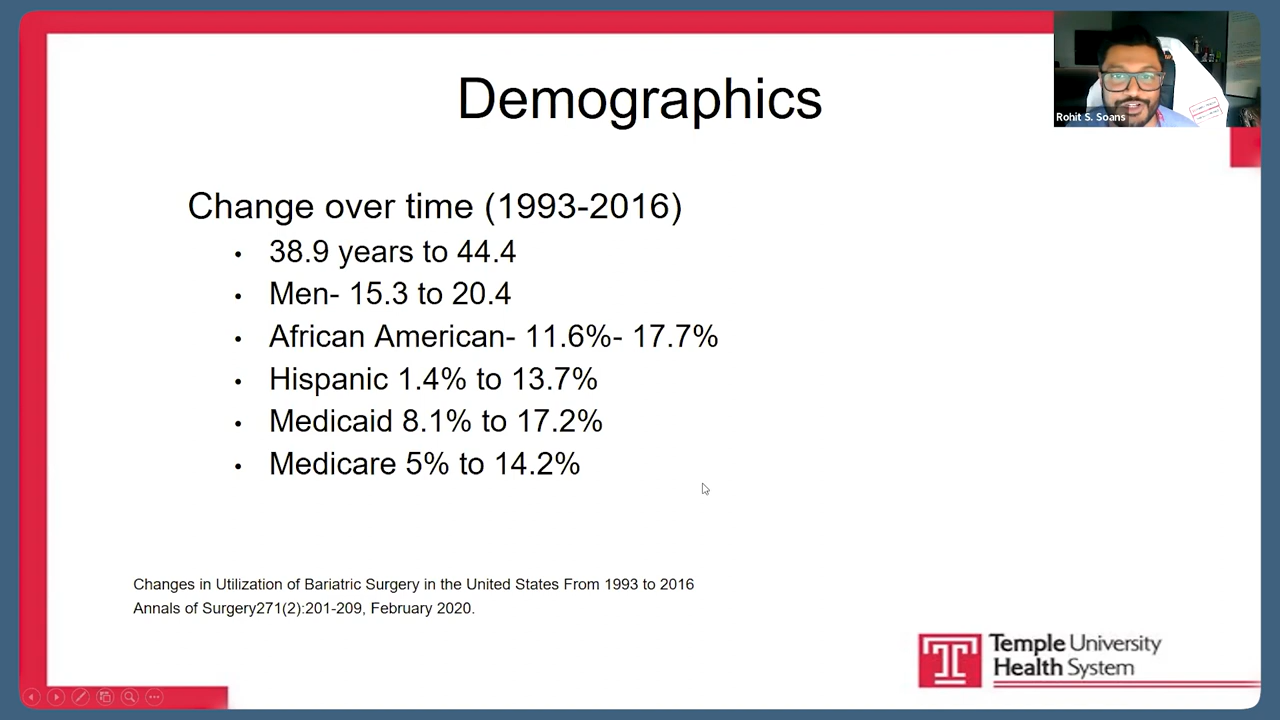 Demographics
Rohit S. Soans
Change over time (1993-2016)
• 38.9 years to 44.4
• Men- 15.3 to 20.4
• African American- 11.6%- 17.7%
• Hispanic 1.4% to 13.7%
• Medicaid 8.1% to 17.2%
• Medicare 5% to 14.2%
Changes in Utilization of Bariatric Surgery in the United States From 1993 to 2016
Annals of Surgery271(2):201-209, February 2020.
Temple University
Health System